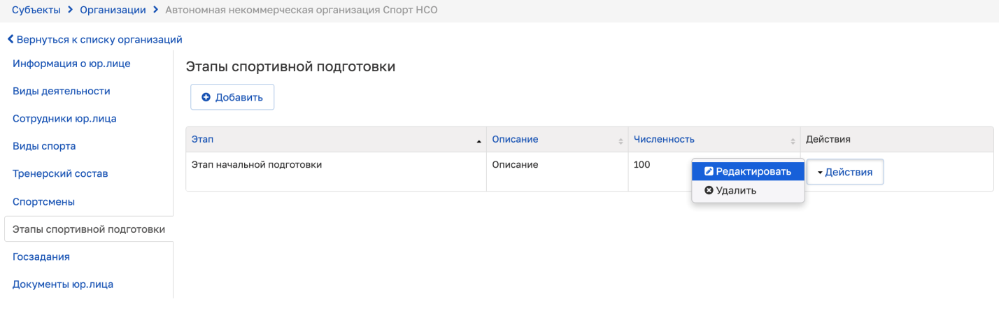 Субъекты > Организации > Автономная некоммерческая организация Спорт НСО
Вернуться к списку организаций
Информация о юр.лице
Виды деятельности
Сотрудники юр.лица
Виды спорта
Тренерский состав
Спортсмены
Этапы спортивной подготовки
Госзадания
Документы юр.лица
Этапы спортивной подготовки
Добавить
Этап Описание Численность Действия
Этап начальной подготовки Описание 100 Действия
Редактировать
Удалить